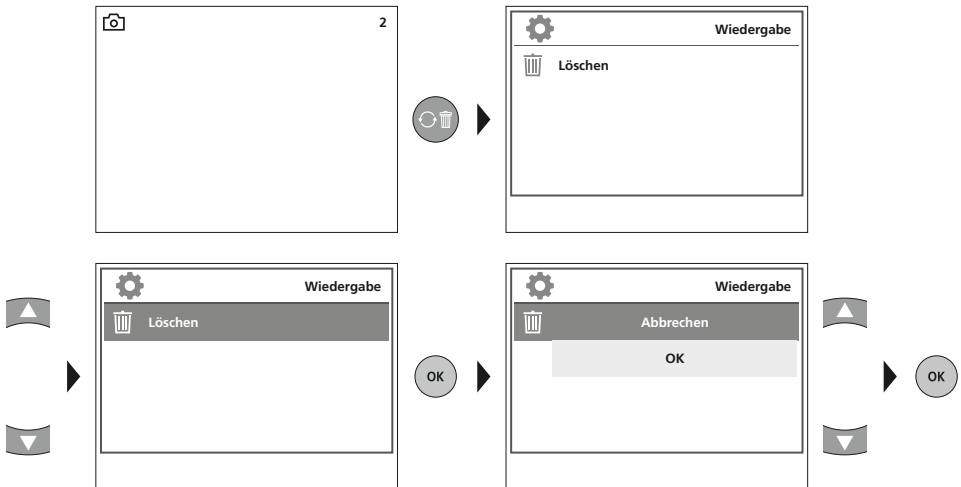 2
Wiedergabe
Löschen
Wiedergabe
Löschen
OK
Wiedergabe
Abbrechen
OK
OK